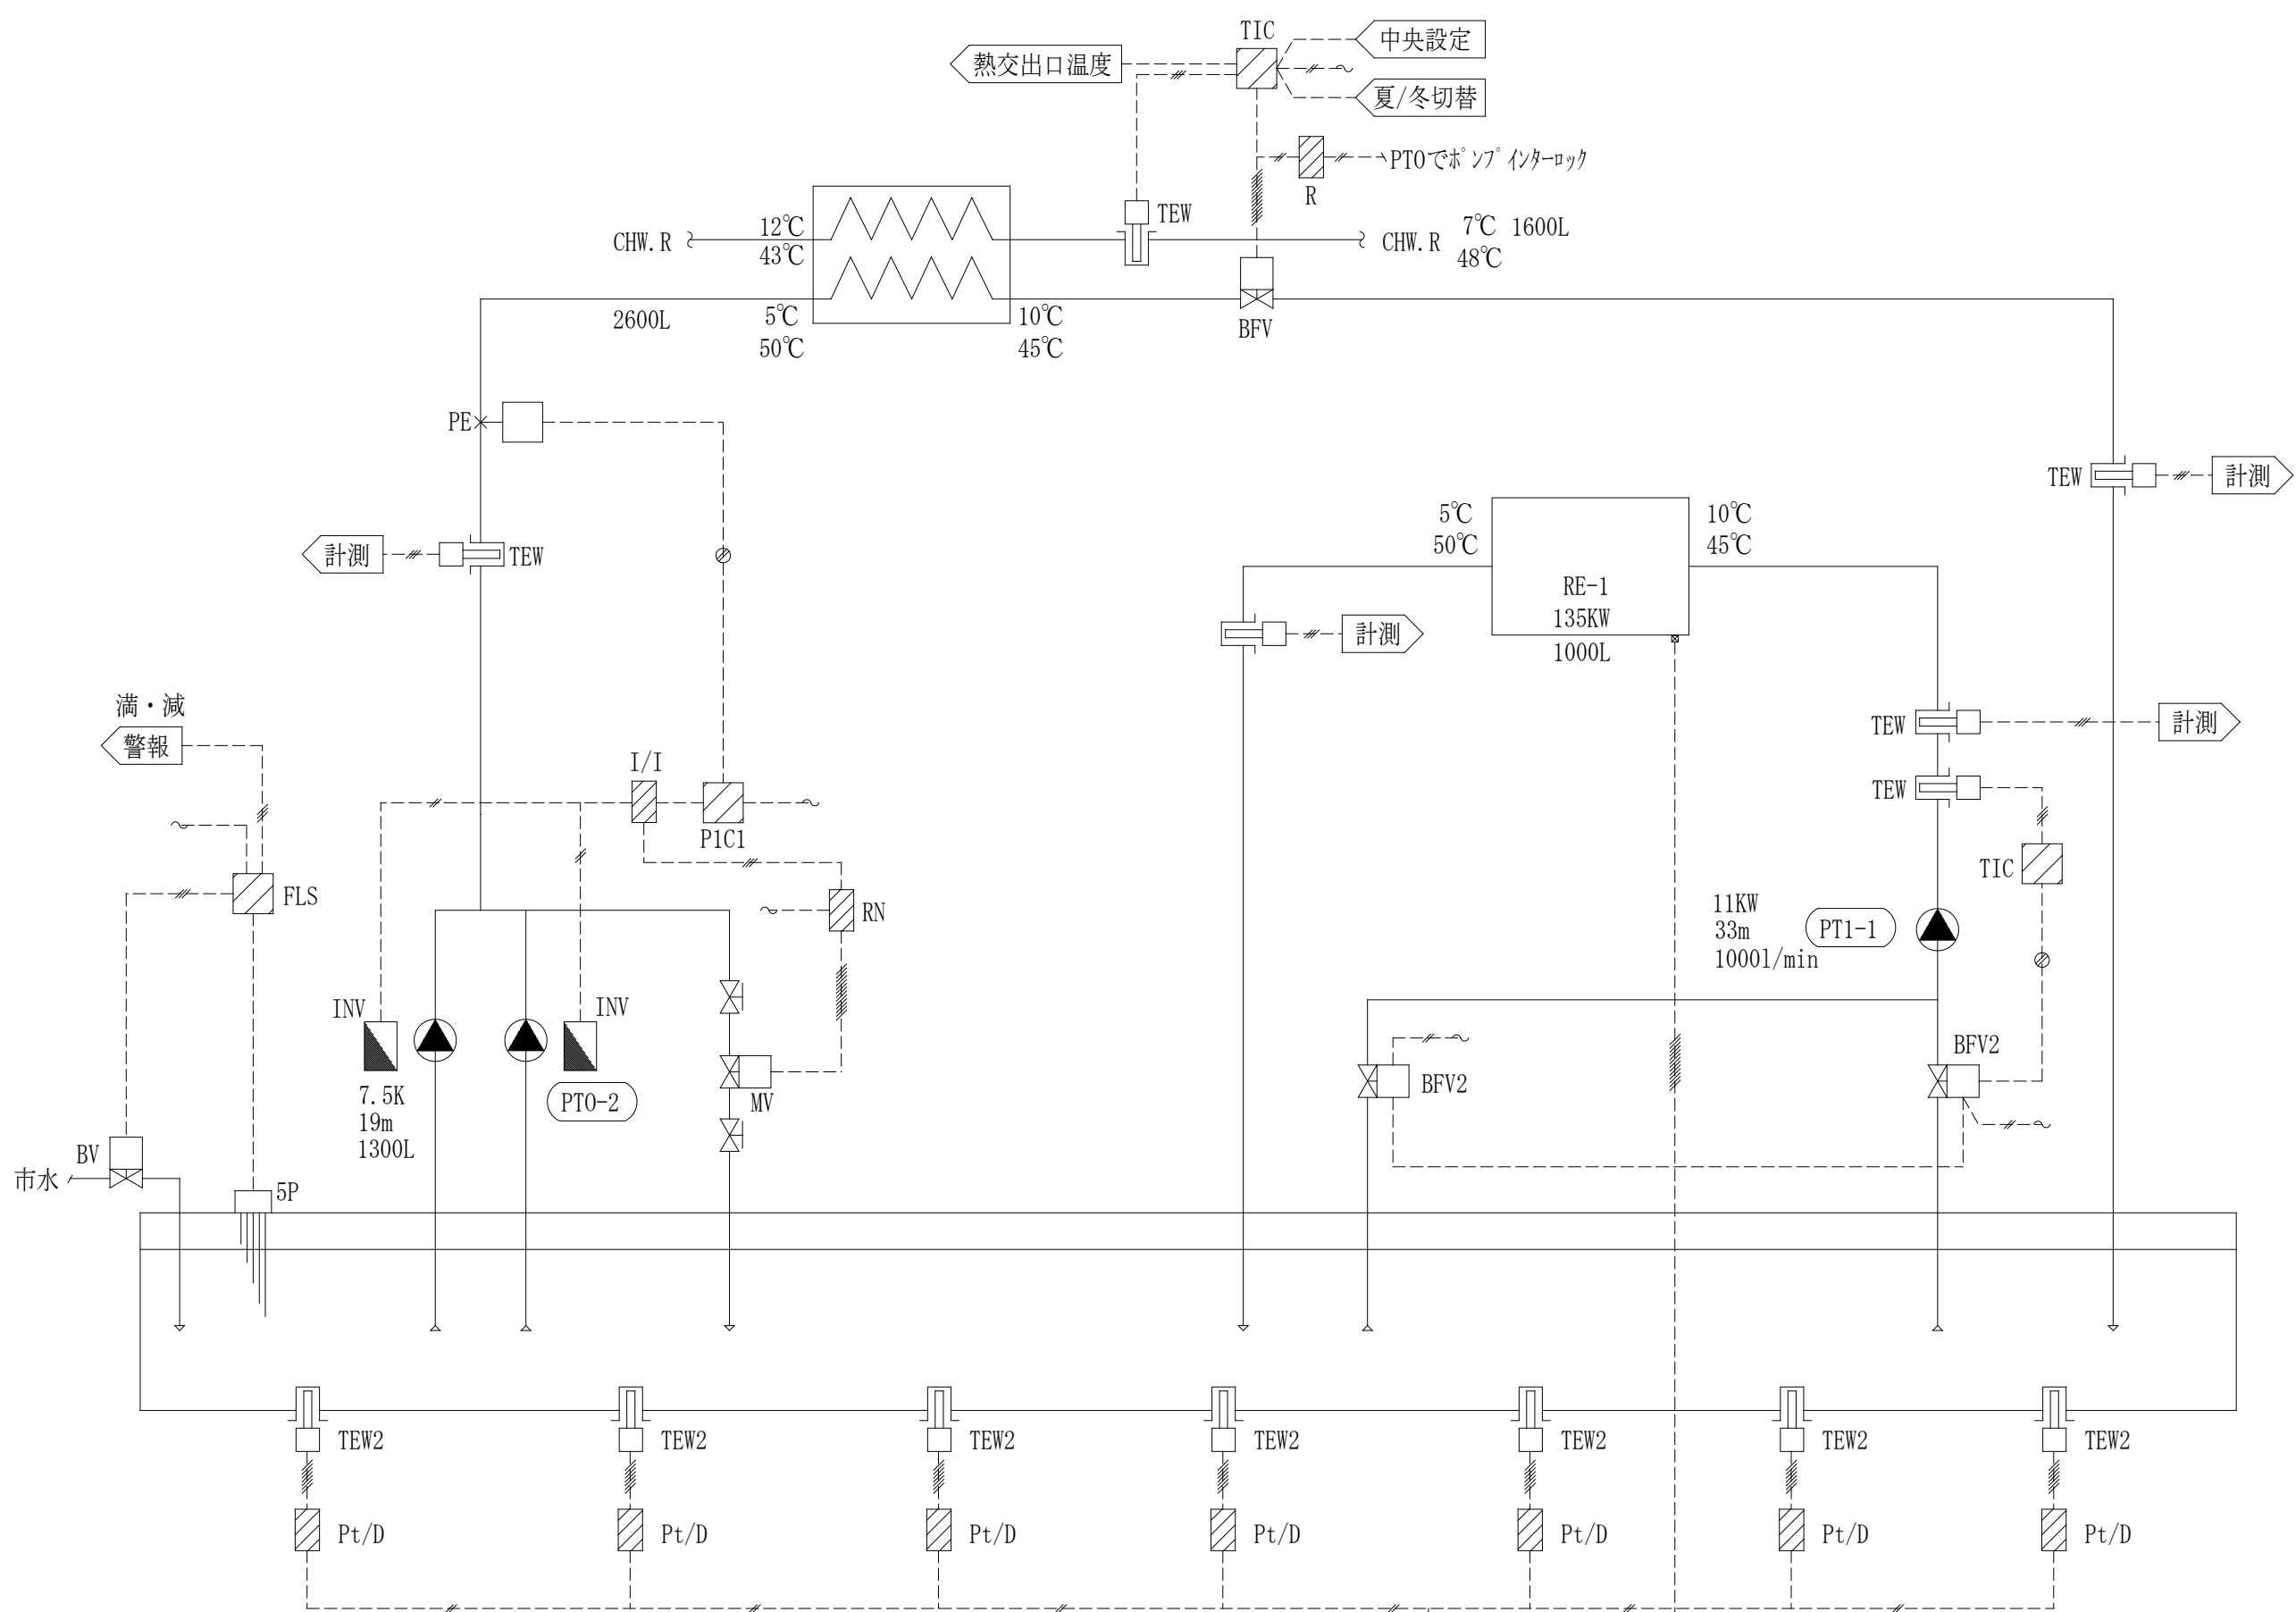 TIC
中央設定
熱交出口温度
夏/冬切替
PTOでﾎﾟﾝﾌﾟｲﾝﾀｰﾛｯｸ
R
TEW
CHW.R
12℃
43℃
CHW.R
7℃ 1600L
48℃
2600L
5℃
50℃
10℃
45℃
BFV
PE
TEW
計測
計測
TEW
5℃
50℃
10℃
45℃
RE-1
135KW
1000L
計測
満・減
警報
TEW
計測
TEW
I/I
P1C1
TIC
FLS
RN
11KW
33m
1000l/min
PT1-1
INV
INV
7.5K
19m
1300L
PTO-2
MV
BFV2
BFV2
BV
市水
5P
TEW2
TEW2
TEW2
TEW2
TEW2
TEW2
TEW2
Pt/D
Pt/D
Pt/D
Pt/D
Pt/D
Pt/D
Pt/D